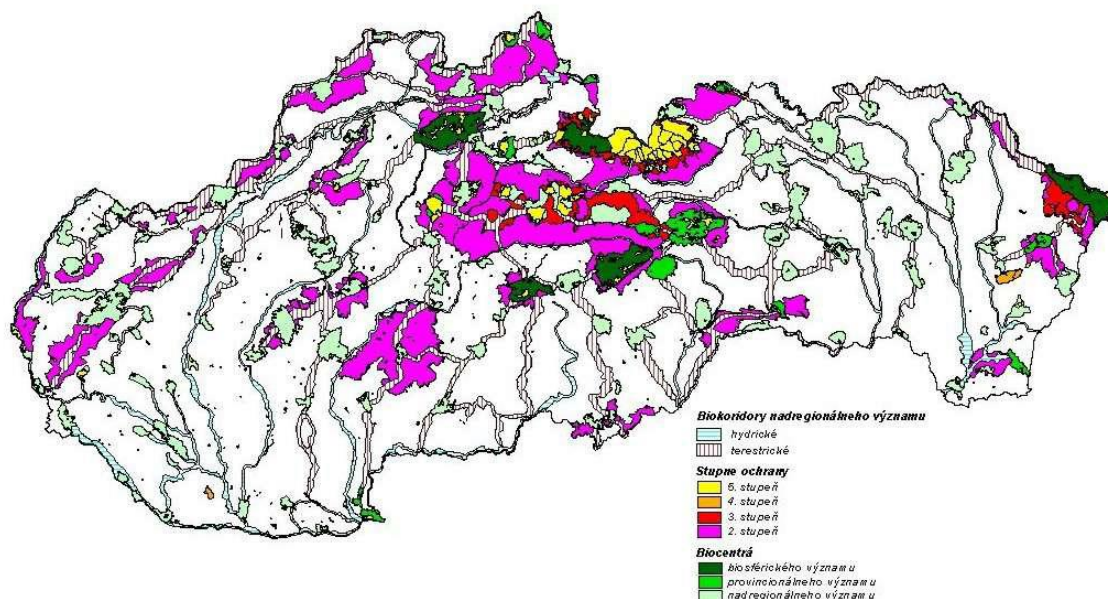 Biokoridory nadregionálneho významu
hydrické
terestrické
Stupne ochrany
5. stupeň
4. stupeň
3. stupeň
2. stupeň
Biocentrá
biosférického významu
provincionálneho významu
nadregionálneho významu